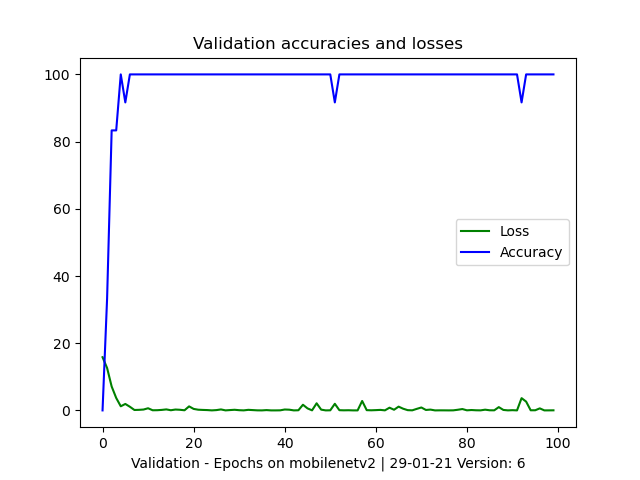 Validation accuracies and losses
100
80
60
40
20
0
Loss
Accuracy
0 20 40 60 80 100
Validation - Epochs on mobilenetv2 | 29-01-21 Version: 6